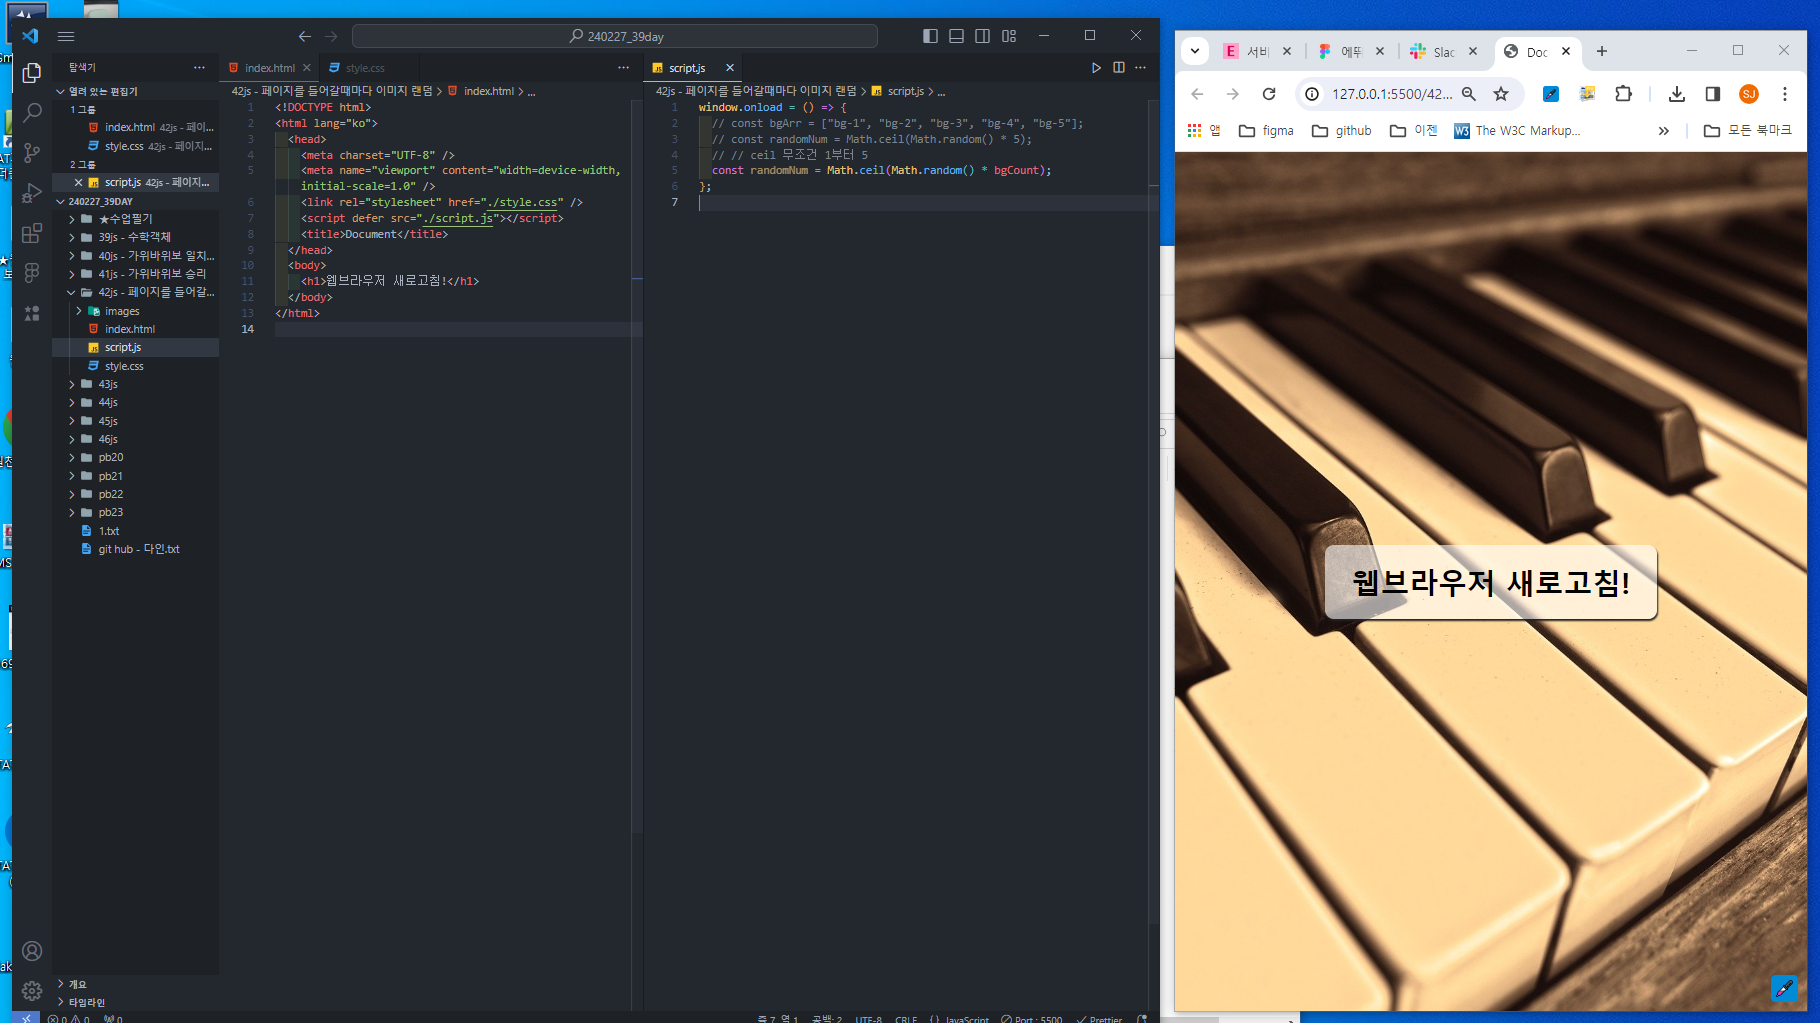 240227_39day
탐색기
열려 있는 편집기
1 그룹
index.html 42js - 페이...
style.css 42js - 페이지...
2 그룹
script.js 42js - 페이지...
240227_39DAY
★수업필기
39js - 수학객체
40js - 가위바위보 일치...
41js - 가위바위보 승리
42js - 페이지를 들어갈...
images
index.html
script.js
style.css
43js
44js
45js
46js
pb20
pb21
pb22
pb23
1.txt
git hub - 다인.txt
개요
타임라인
index.html
style.css
42js - 페이지를 들어갈때마다 이미지 랜덤 > index.html > ...
1 <!DOCTYPE html>
2 <html lang="ko">
3 <head>
4 <meta charset="UTF-8" />
5 <meta name="viewport" content="width=device-width,
initial-scale=1.0" />
6 <link rel="stylesheet" href="./style.css" />
7 <script defer src="./script.js"></script>
8 <title>Document</title>
9 </head>
10 <body>
11 <h1>웹브라우저 새로고침!</h1>
12 </body>
13 </html>
14
script.js
42js - 페이지를 들어갈때마다 이미지 랜덤 > script.js > ...
1 window.onload = () => {
2 // const bgArr = ["bg-1", "bg-2", "bg-3", "bg-4", "bg-5"];
3 // const randomNum = Math.ceil(Math.random() * 5);
4 // // ceil 무조건 1부터 5
5 const randomNum = Math.ceil(Math.random() * bgCount);
6 };
7
0 0 0
줄 7, 열 1 공백: 2 UTF-8 CRLF {} JavaScript Port : 5500 Prettier
서비
에뛰
Slac
Doc
127.0.0.1:5500/42...
SJ
앱
figma
github
이젠
W3 The W3C Markup...
모든 북마크
웹브라우저 새로고침!